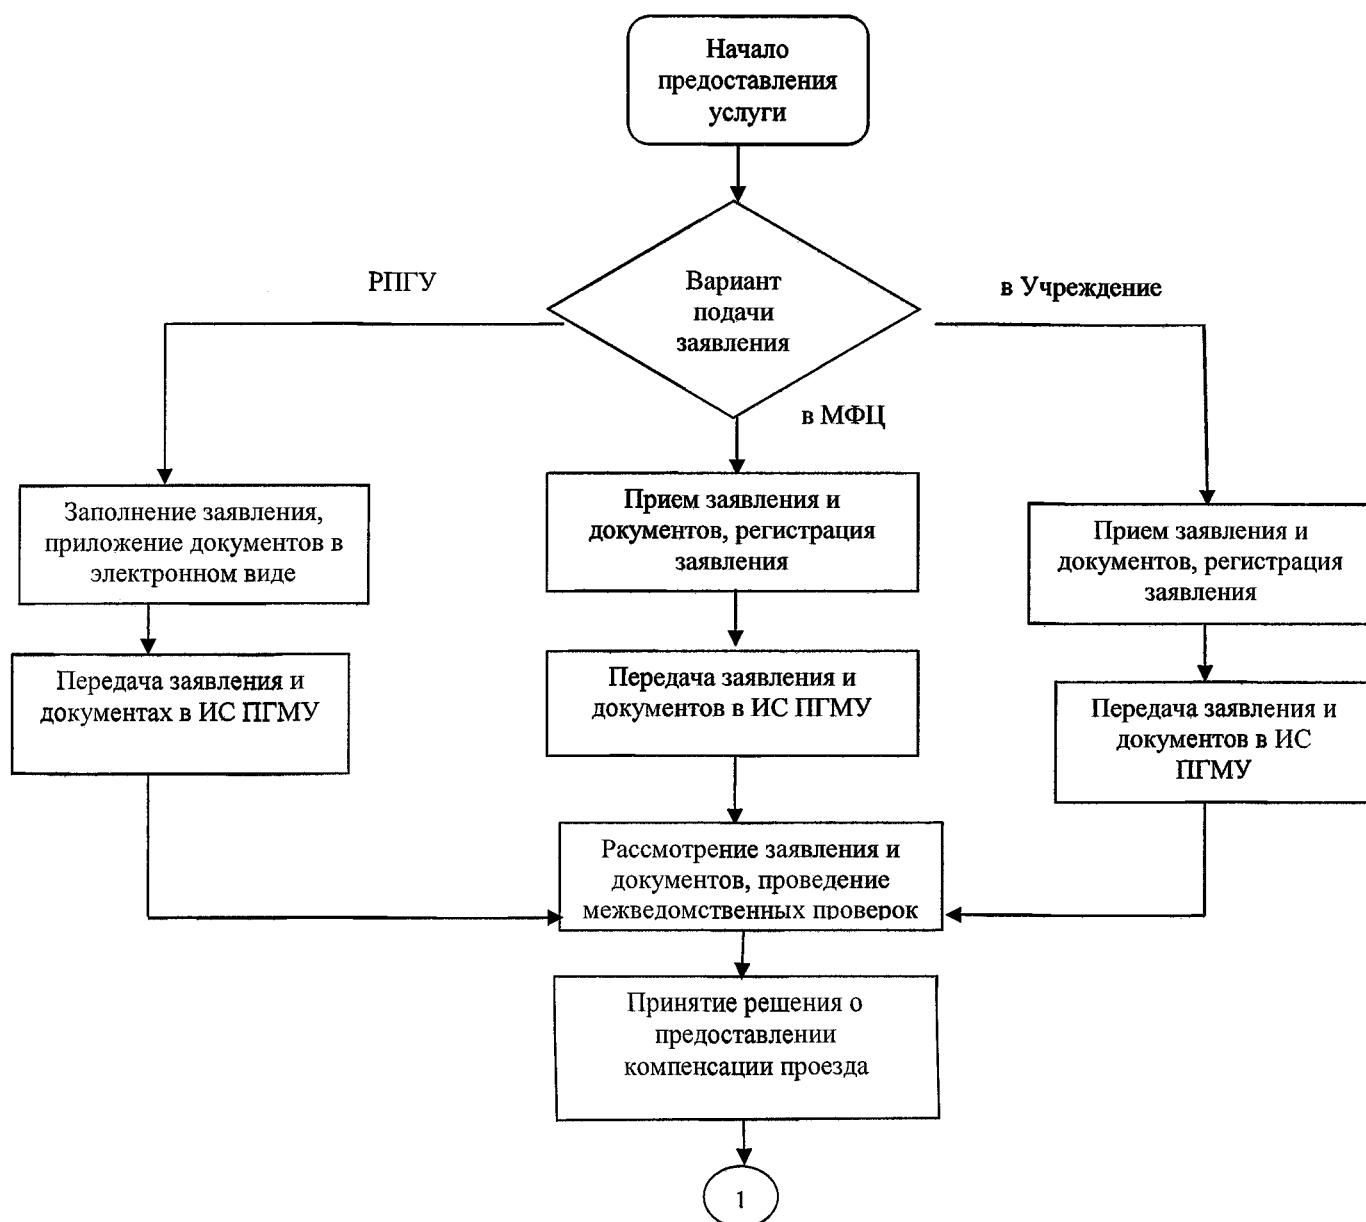 Начало
предоставления
услуги
РПГУ
Вариант
подачи
заявления
в Учреждение
в МФЦ
Заполнение заявления,
приложение документов в
электронном виде
Прием заявления и
документов, регистрация
заявления
Прием заявления и
документов, регистрация
заявления
Передача заявления и
документах в ИС ПГМУ
Передача заявления и
документов в ИС ПГМУ
Передача заявления и
документов в ИС
ПГМУ
Рассмотрение заявления и
документов, проведение
межведомственных проверок
Принятие решения о
предоставлении
компенсации проезда
1